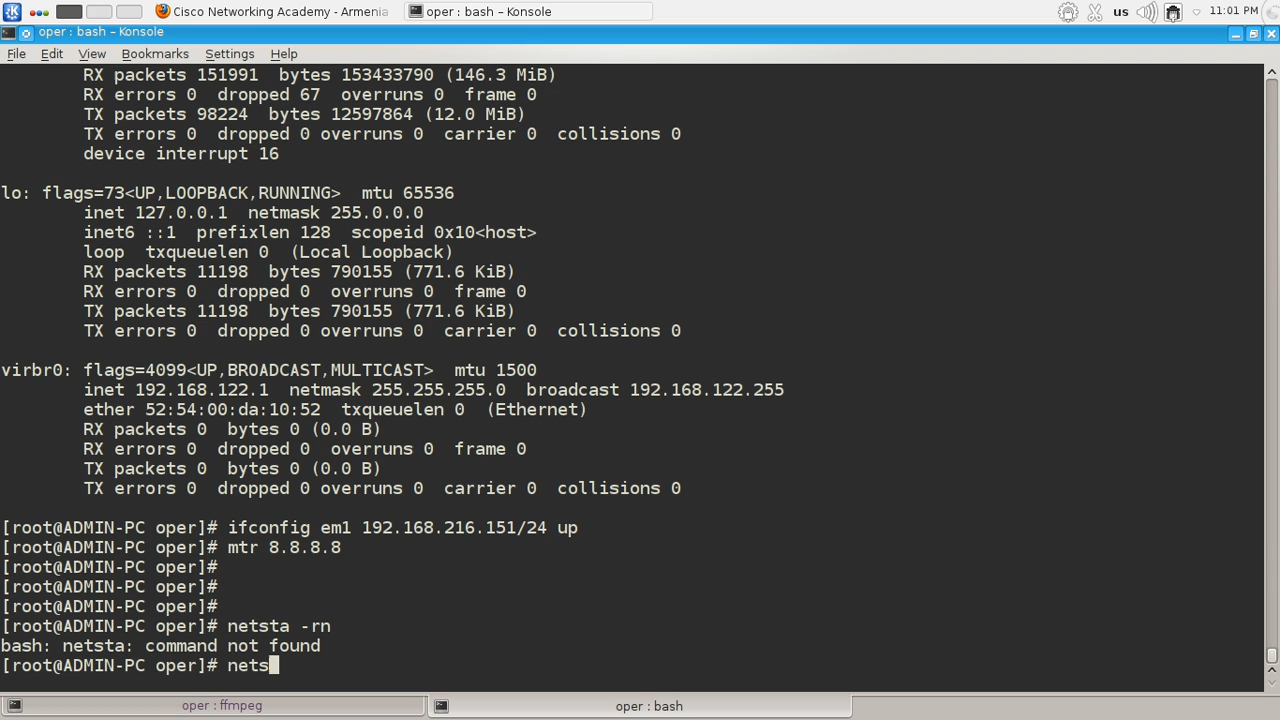 Cisco Networking Academy - Armenia
oper : bash – Konsole
us
11:01 PM
oper : bash – Konsole
File Edit View Bookmarks Settings Help
RX packets 151991 bytes 153433790 (146.3 MiB)
RX errors 0 dropped 67 overruns 0 frame 0
TX packets 98224 bytes 12597864 (12.0 MiB)
TX errors 0 dropped 0 overruns 0 carrier 0 collisions 0
device interrupt 16
lo: flags=73<UP,LOOPBACK,RUNNING> mtu 65536
inet 127.0.0.1 netmask 255.0.0.0
inet6 ::1 prefixlen 128 scopeid 0x10<host>
loop txqueuelen 0 (Local Loopback)
RX packets 11198 bytes 790155 (771.6 KiB)
RX errors 0 dropped 0 overruns 0 frame 0
TX packets 11198 bytes 790155 (771.6 KiB)
TX errors 0 dropped 0 overruns 0 carrier 0 collisions 0
virbr0: flags=4099<UP,BROADCAST,MULTICAST> mtu 1500
inet 192.168.122.1 netmask 255.255.255.0 broadcast 192.168.122.255
ether 52:54:00:da:10:52 txqueuelen 0 (Ethernet)
RX packets 0 bytes 0 (0.0 B)
RX errors 0 dropped 0 overruns 0 frame 0
TX packets 0 bytes 0 (0.0 B)
TX errors 0 dropped 0 overruns 0 carrier 0 collisions 0
[root@ADMIN-PC oper]# ifconfig em1 192.168.216.151/24 up
[root@ADMIN-PC oper]# mtr 8.8.8.8
[root@ADMIN-PC oper]#
[root@ADMIN-PC oper]#
[root@ADMIN-PC oper]#
[root@ADMIN-PC oper]# netsta -rn
bash: netsta: command not found
[root@ADMIN-PC oper]# nets
oper : ffmpeg
oper : bash